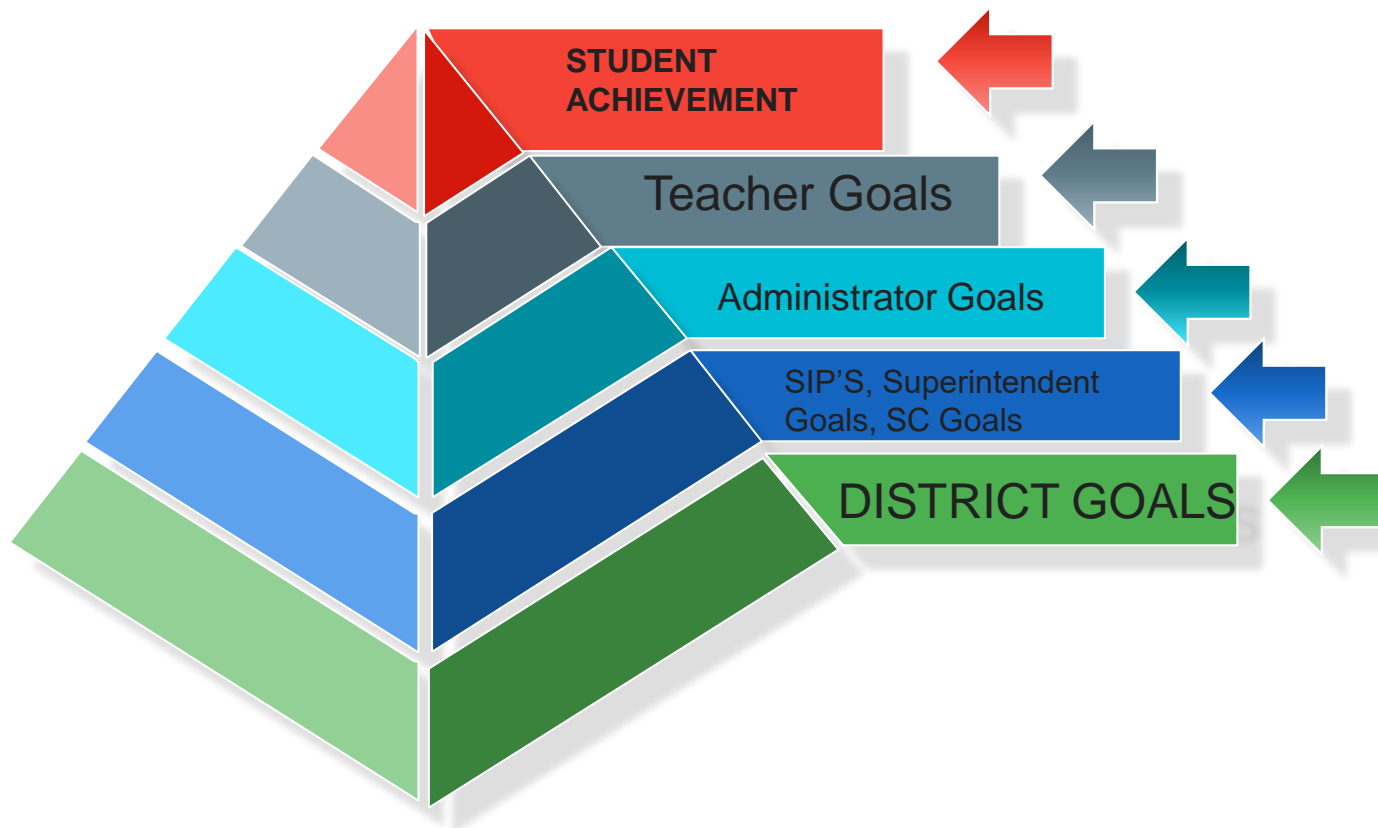 STUDENT
ACHIEVEMENT
Teacher Goals
Administrator Goals
SIP’S, Superintendent
Goals, SC Goals
DISTRICT GOALS